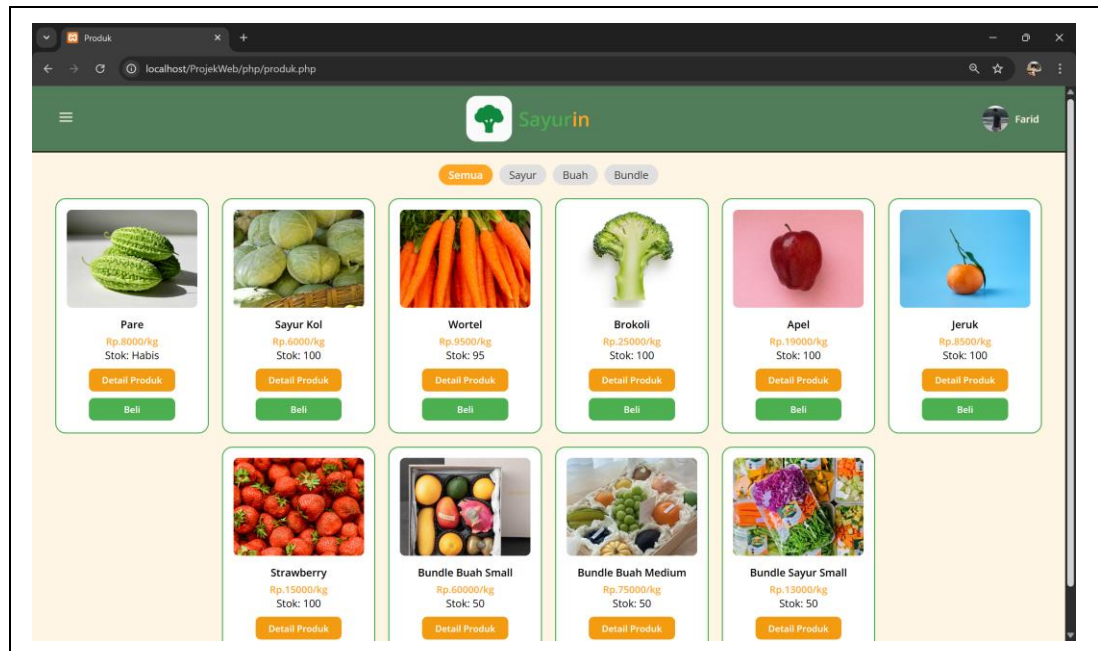 Produk
localhost/ProjekWeb/php/produk.php
Sayurin
Farid
Semua Sayur Buah Bundle
Pare
Rp.8000/kg
Stok: Habis
Detail Produk
Beli
Sayur Kol
Rp.6000/kg
Stok: 100
Detail Produk
Beli
Wortel
Rp.9500/kg
Stok: 95
Detail Produk
Beli
Brokoli
Rp.25000/kg
Stok: 100
Detail Produk
Beli
Apel
Rp.19000/kg
Stok: 100
Detail Produk
Beli
Jeruk
Rp.8500/kg
Stok: 100
Detail Produk
Beli
Strawberry
Rp.15000/kg
Stok: 100
Detail Produk
Bundle Buah Small
Rp.60000/kg
Stok: 50
Detail Produk
Bundle Buah Medium
Rp.75000/kg
Stok: 50
Detail Produk
Bundle Sayur Small
Rp.13000/kg
Stok: 50
Detail Produk